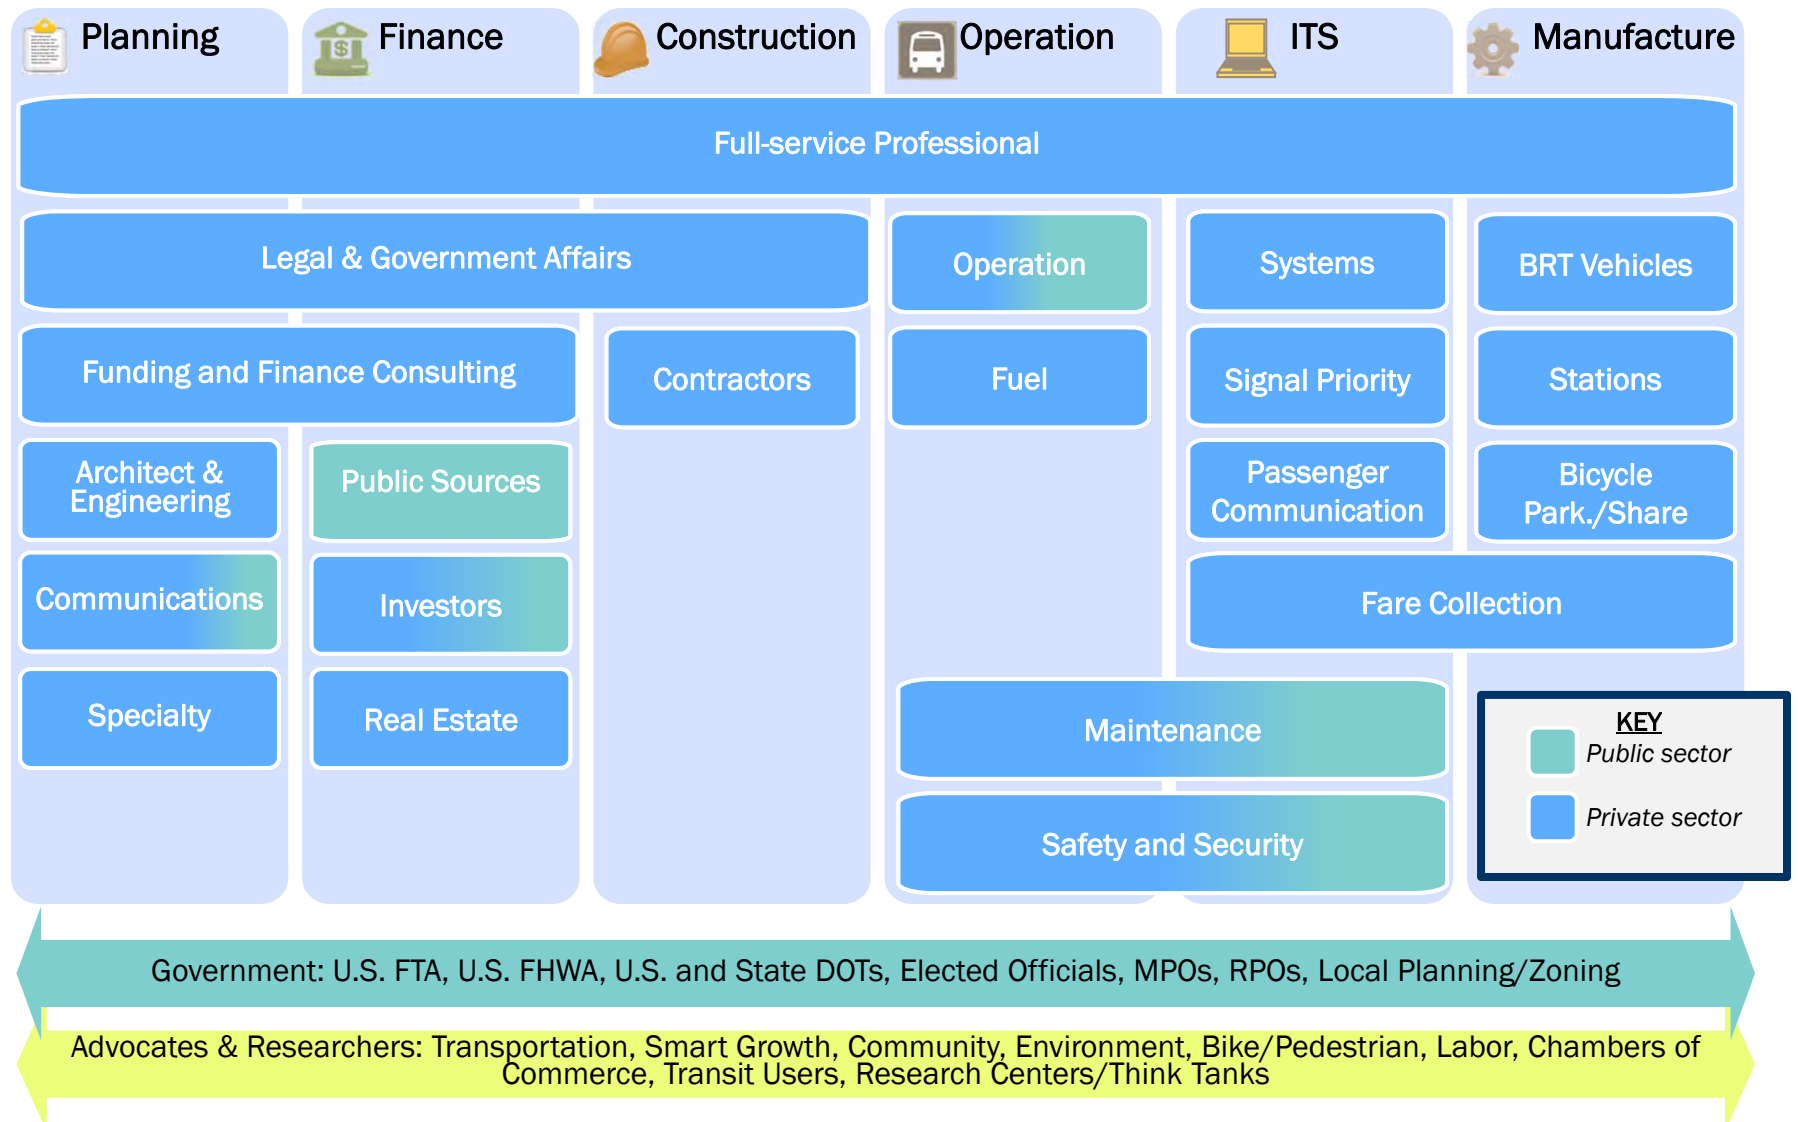 Planning
Finance
Construction
Operation
ITS
Manufacture
Full-service Professional
Legal & Government Affairs
Operation
Systems
BRT Vehicles
Funding and Finance Consulting
Contractors
Fuel
Signal Priority
Stations
Architect &
Engineering
Public Sources
Passenger
Communication
Bicycle
Park./Share
Communications
Investors
Fare Collection
Specialty
Real Estate
Maintenance
Safety and Security
KEY
Public sector
Private sector
Government: U.S. FTA, U.S. FHWA, U.S. and State DOTs, Elected Officials, MPOs, RPOs, Local Planning/Zoning
Advocates & Researchers: Transportation, Smart Growth, Community, Environment, Bike/Pedestrian, Labor, Chambers of
Commerce, Transit Users, Research Centers/Think Tanks